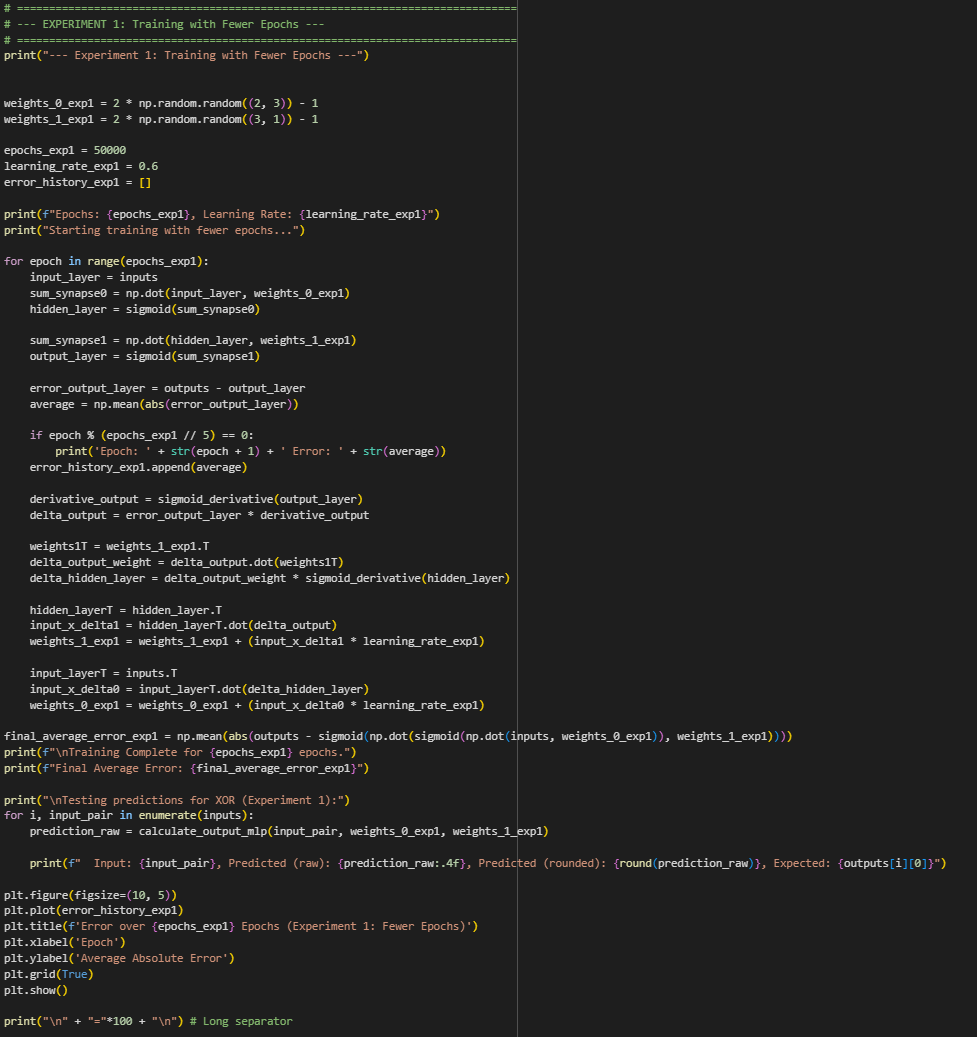 # ==============================================================================
# --- EXPERIMENT 1: Training with Fewer Epochs ---
# ==============================================================================
print("--- Experiment 1: Training with Fewer Epochs ---")
weights_0_exp1 = 2 * np.random.random((2, 3)) - 1
weights_1_exp1 = 2 * np.random.random((3, 1)) - 1
epochs_exp1 = 50000
learning_rate_exp1 = 0.6
error_history_exp1 = []
print(f"Epochs: {epochs_exp1}, Learning Rate: {learning_rate_exp1}")
print("Starting training with fewer epochs...")
for epoch in range(epochs_exp1):
    input_layer = inputs
    sum_synapse0 = np.dot(input_layer, weights_0_exp1)
    hidden_layer = sigmoid(sum_synapse0)
    sum_synapse1 = np.dot(hidden_layer, weights_1_exp1)
    output_layer = sigmoid(sum_synapse1)
    error_output_layer = outputs - output_layer
    average = np.mean(abs(error_output_layer))
    if epoch % (epochs_exp1 // 5) == 0:
        print('Epoch: ' + str(epoch + 1) + ' Error: ' + str(average))
    error_history_exp1.append(average)
    derivative_output = sigmoid_derivative(output_layer)
    delta_output = error_output_layer * derivative_output
    weights1T = weights_1_exp1.T
    delta_output_weight = delta_output.dot(weights1T)
    delta_hidden_layer = delta_output_weight * sigmoid_derivative(hidden_layer)
    hidden_layerT = hidden_layer.T
    input_x_delta1 = hidden_layerT.dot(delta_output)
    weights_1_exp1 = weights_1_exp1 + (input_x_delta1 * learning_rate_exp1)
    input_layerT = inputs.T
    input_x_delta0 = input_layerT.dot(delta_hidden_layer)
    weights_0_exp1 = weights_0_exp1 + (input_x_delta0 * learning_rate_exp1)
final_average_error_exp1 = np.mean(abs(outputs - sigmoid(np.dot(sigmoid(np.dot(inputs, weights_0_exp1)), weights_1_exp1))))
print(f"\nTraining Complete for {epochs_exp1} epochs.")
print(f"Final Average Error: {final_average_error_exp1}")
print("\nTesting predictions for XOR (Experiment 1):")
for i, input_pair in enumerate(inputs):
    prediction_raw = calculate_output_mlp(input_pair, weights_0_exp1, weights_1_exp1)
    print(f"  Input: {input_pair}, Predicted (raw): {prediction_raw:.4f}, Predicted (rounded): {round(prediction_raw)}, Expected: {outputs[i][0]}")
plt.figure(figsize=(10, 5))
plt.plot(error_history_exp1)
plt.title(f'Error over {epochs_exp1} Epochs (Experiment 1: Fewer Epochs)')
plt.xlabel('Epoch')
plt.ylabel('Average Absolute Error')
plt.grid(True)
plt.show()
print("\n" + "="*100 + "\n") # Long separator